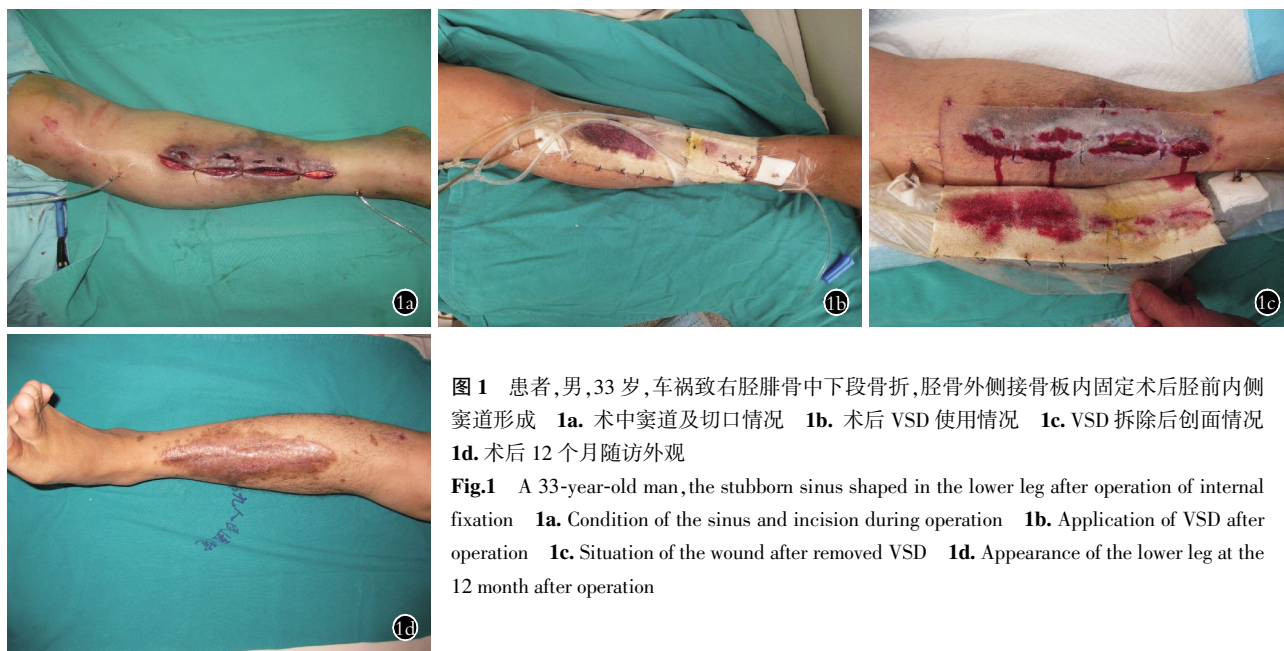 1a
1b
1c
1d
图 1 患者,男,33 岁,车祸致右胫腓骨中下段骨折,胫骨外侧接骨板内固定术后胫前内侧
窦道形成 1a. 术中窦道及切口情况 1b. 术后 VSD 使用情况 1c. VSD 拆除后创面情况
1d. 术后 12 个月随访外观
Fig.1 A 33-year-old man,the stubborn sinus shaped in the lower leg after operation of internal
fixation 1a. Condition of the sinus and incision during operation 1b. Application of VSD after
operation 1c. Situation of the wound after removed VSD 1d. Appearance of the lower leg at the
12 month after operation